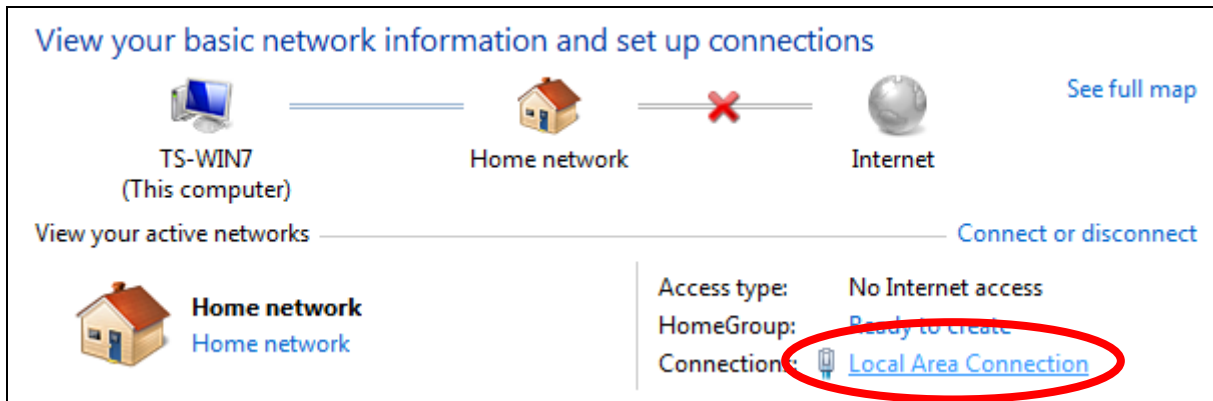 View your basic network information and set up connections
See full map
TS-WIN7
(This computer)
Home network
Internet
View your active networks
Connect or disconnect
Home network
Home network
Access type: No Internet access
HomeGroup: Ready to create
Connections: Local Area Connection